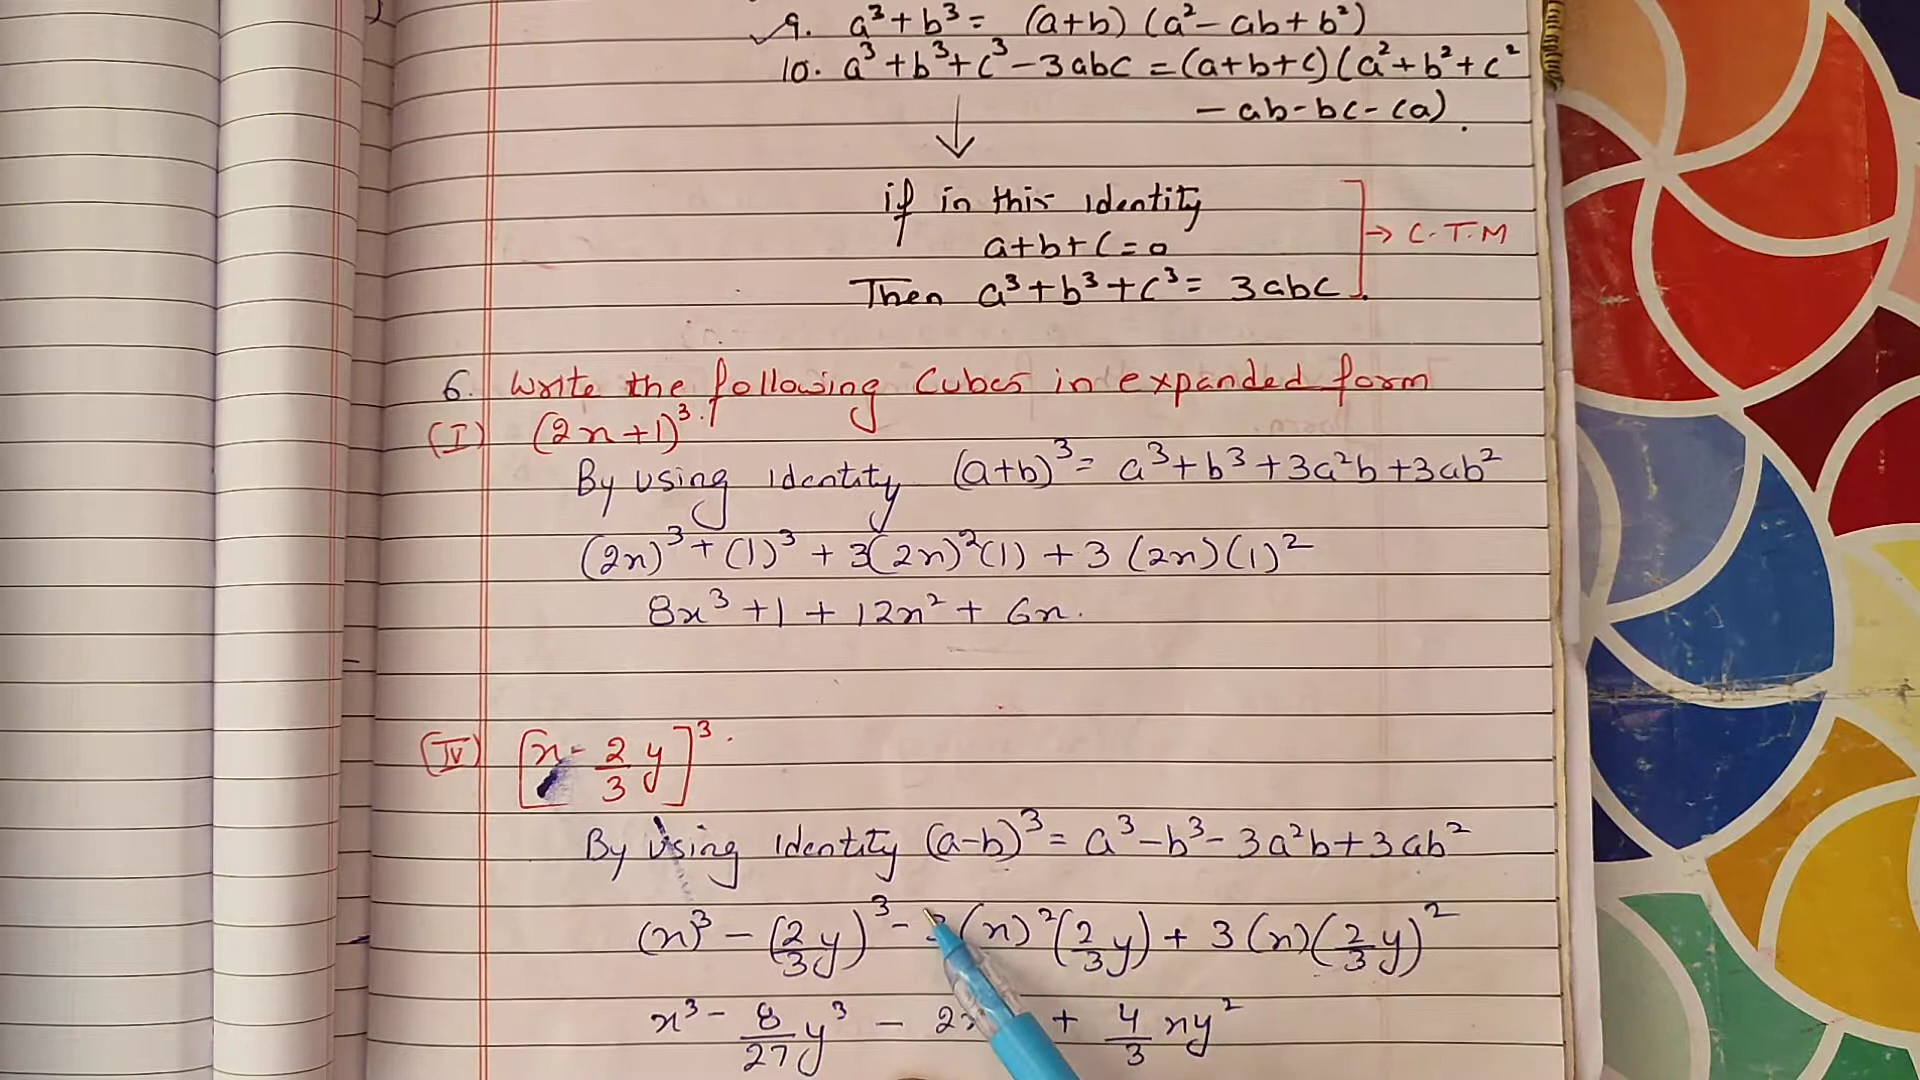 9. a³ + b³ = (a+b) (a² - ab + b²)
10. a³ + b³ + c³ - 3abc = (a+b+c) (a² + b² + c²
- ab - bc - ca).
if in this identity
a+b+c = 0
→ C.T.M
Then a³ + b³ + c³ = 3abc.
6. Write the following Cubes in expanded form
(I) (2x+1)³.
By using identity (a+b)³ = a³ + b³ + 3a²b + 3ab²
(2x)³ + (1)³ + 3(2x)²(1) + 3 (2x) (1)²
8x³ + 1 + 12x² + 6x.
(IV) [x - 2/3 y]³.
By using identity (a-b)³ = a³ - b³ - 3a²b + 3ab²
(x)³ - (2/3 y)³ - 3 (x)² (2/3 y) + 3 (x) (2/3 y)²
x³ - 8/27 y³ - 2x + 4/3 xy²